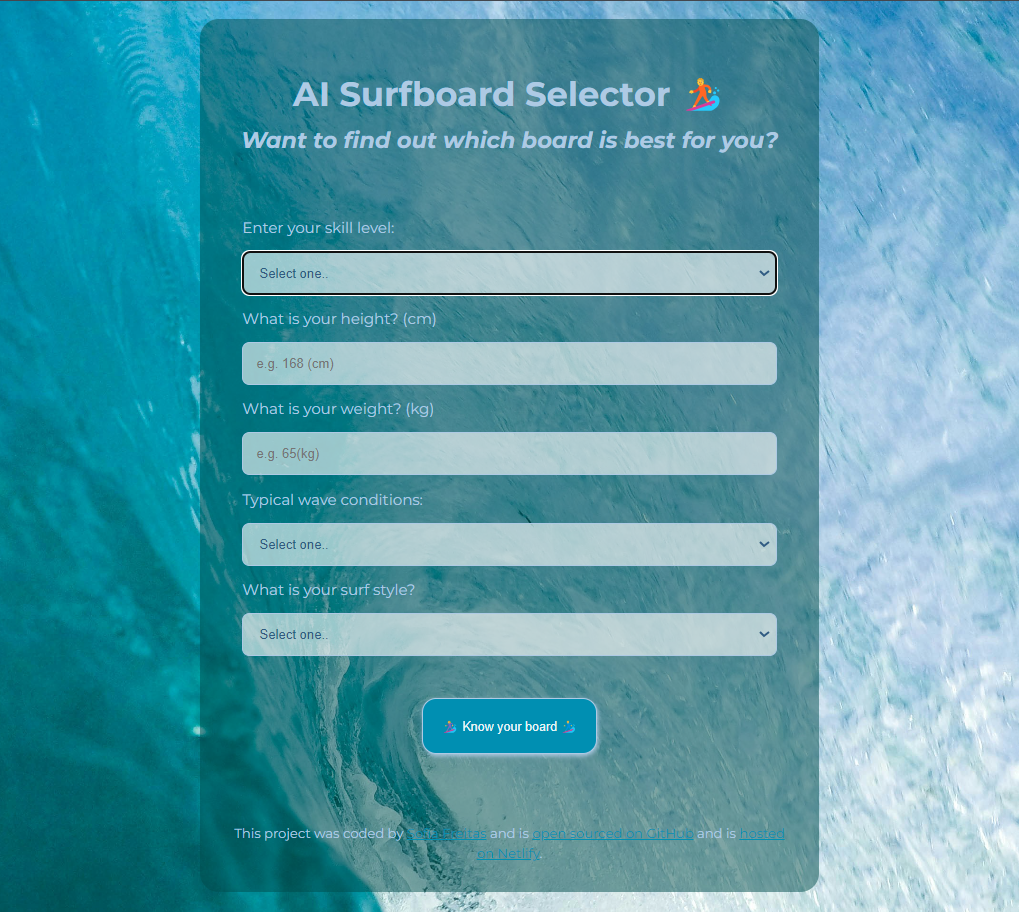 AI Surfboard Selector 🏄
Want to find out which board is best for you?
Enter your skill level:
Select one..
What is your height? (cm)
e.g. 168 (cm)
What is your weight? (kg)
e.g. 65(kg)
Typical wave conditions:
Select one..
What is your surf style?
Select one..
🏄 Know your board 🏄
This project was coded by and is open-sourced on GitHub and is hosted
on Netlify.